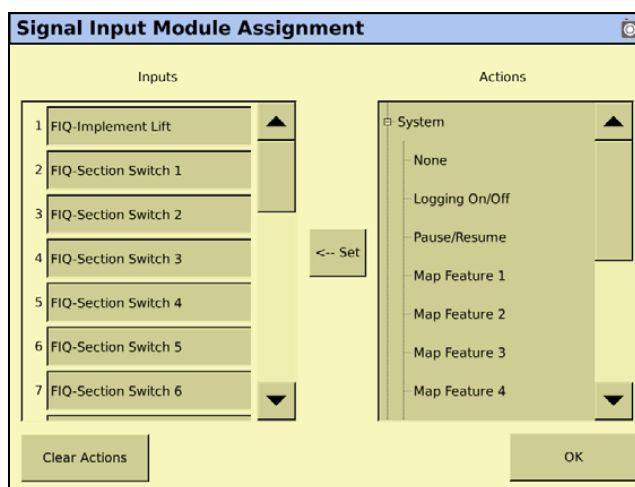 Signal Input Module Assignment
Inputs
1 FIQ-Implement Lift
2 FIQ-Section Switch 1
3 FIQ-Section Switch 2
4 FIQ-Section Switch 3
5 FIQ-Section Switch 4
6 FIQ-Section Switch 5
7 FIQ-Section Switch 6
<-- Set
Actions
System
None
Logging On/Off
Pause/Resume
Map Feature 1
Map Feature 2
Map Feature 3
Map Feature 4
Clear Actions
OK